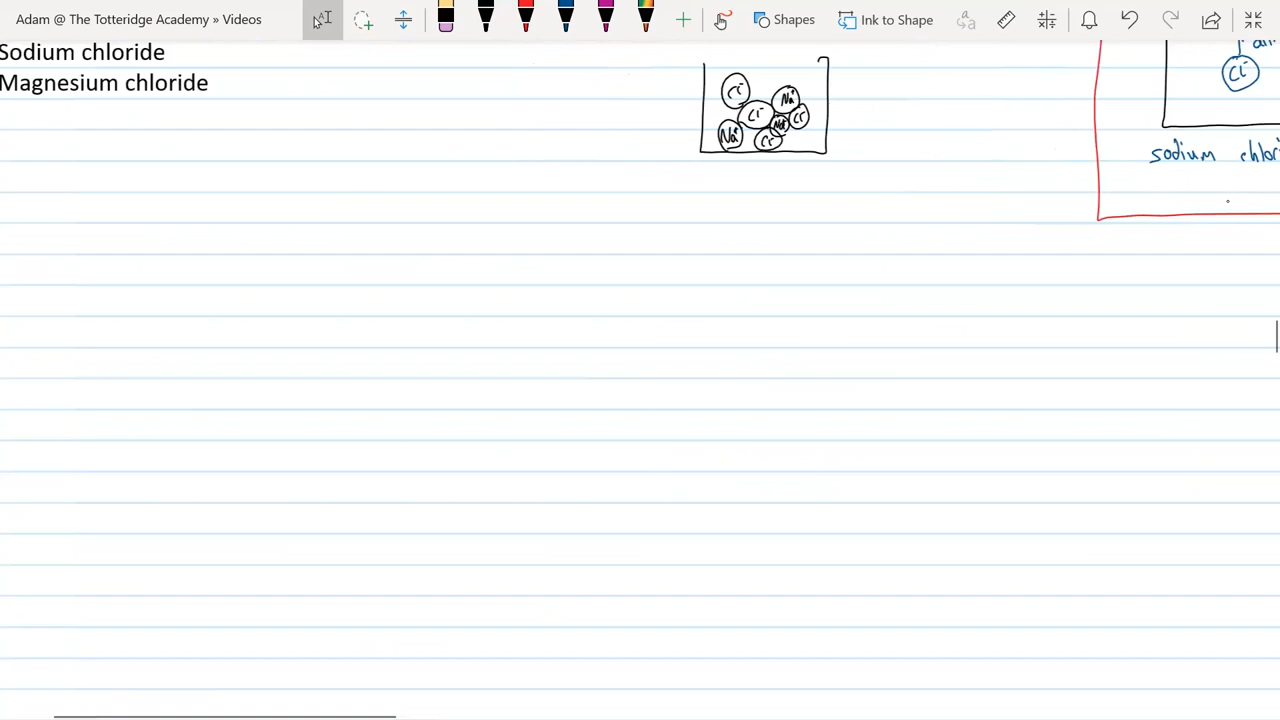 Adam @ The Totteridge Academy » Videos
Shapes
Ink to Shape
Sodium chloride
Magnesium chloride
Cl⁻
Na⁺
Cl⁻
Cl⁻
Na⁺
Na⁺
Cl⁻
Cl⁻
sodium